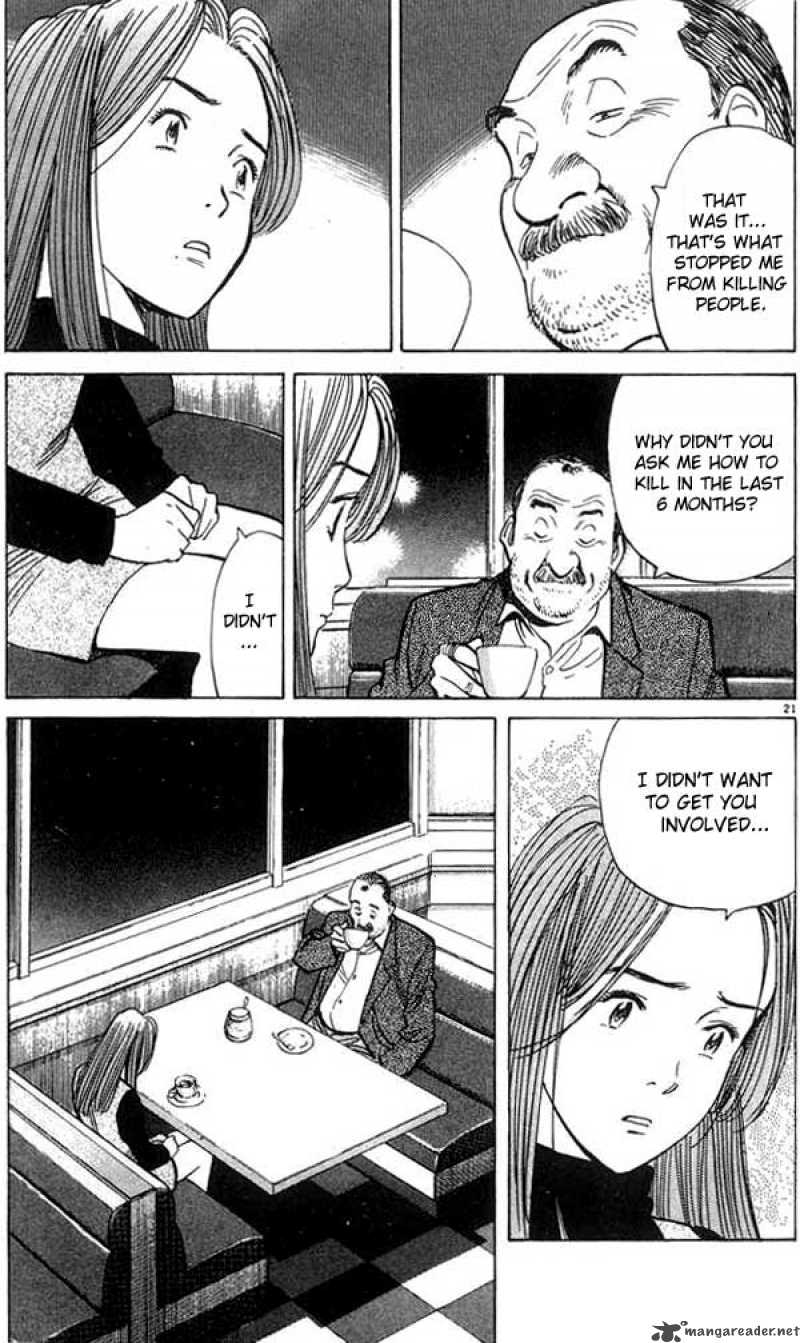 THAT
WAS IT...
THAT'S WHAT
STOPPED ME
FROM KILLING
PEOPLE.
WHY DIDN'T YOU
ASK ME HOW TO
KILL IN THE LAST
6 MONTHS?
I
DIDN'T
...
21
I DIDN'T WANT
TO GET YOU
INVOLVED...
mangareader.net